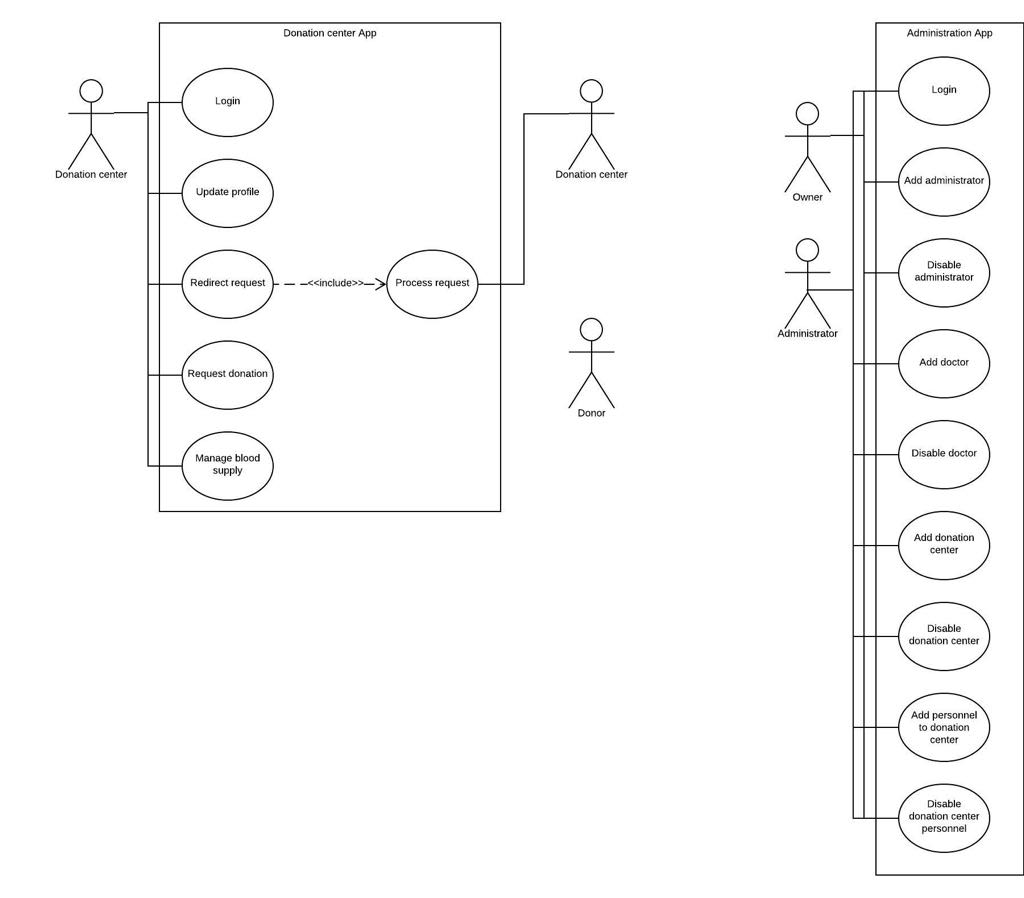 Donation center App
Login
Donation center
Donation center
Update profile
Redirect request
<<include>>
Process request
Request donation
Donor
Manage blood
supply
Administration App
Login
Owner
Add administrator
Disable
administrator
Administrator
Add doctor
Disable doctor
Add donation
center
Disable
donation center
Add personnel
to donation
center
Disable
donation center
personnel